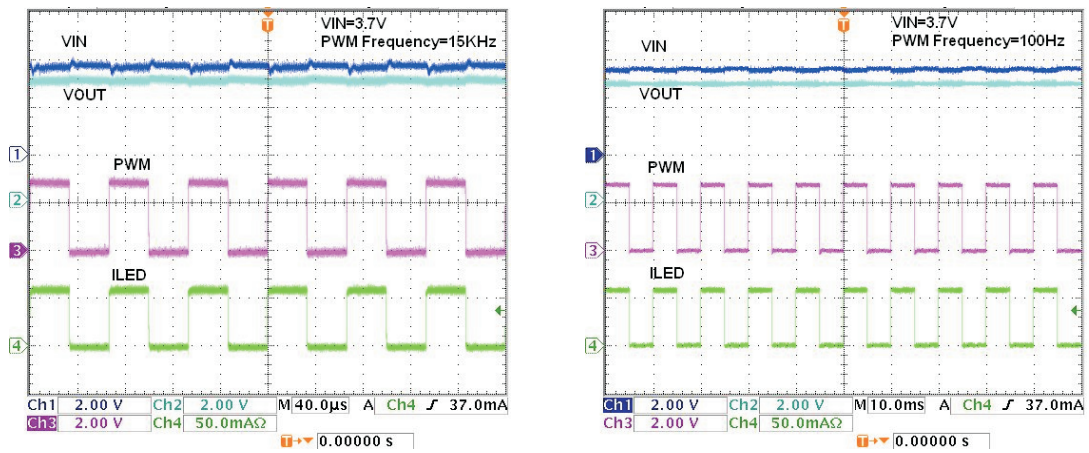 VIN=3.7V
PWM Frequency=15KHz
VIN
VOUT
1
PWM
2
3
ILED
4
Ch1 2.00 V Ch2 2.00 V M 40.0µs A Ch4 ʃ 37.0mA
Ch3 2.00 V Ch4 50.0mAΩ
T 0.00000 s
VIN=3.7V
PWM Frequency=100Hz
VIN
VOUT
1
PWM
2
3
ILED
4
Ch1 2.00 V Ch2 2.00 V M 10.0ms A Ch4 ʃ 37.0mA
Ch3 2.00 V Ch4 50.0mAΩ
T 0.00000 s